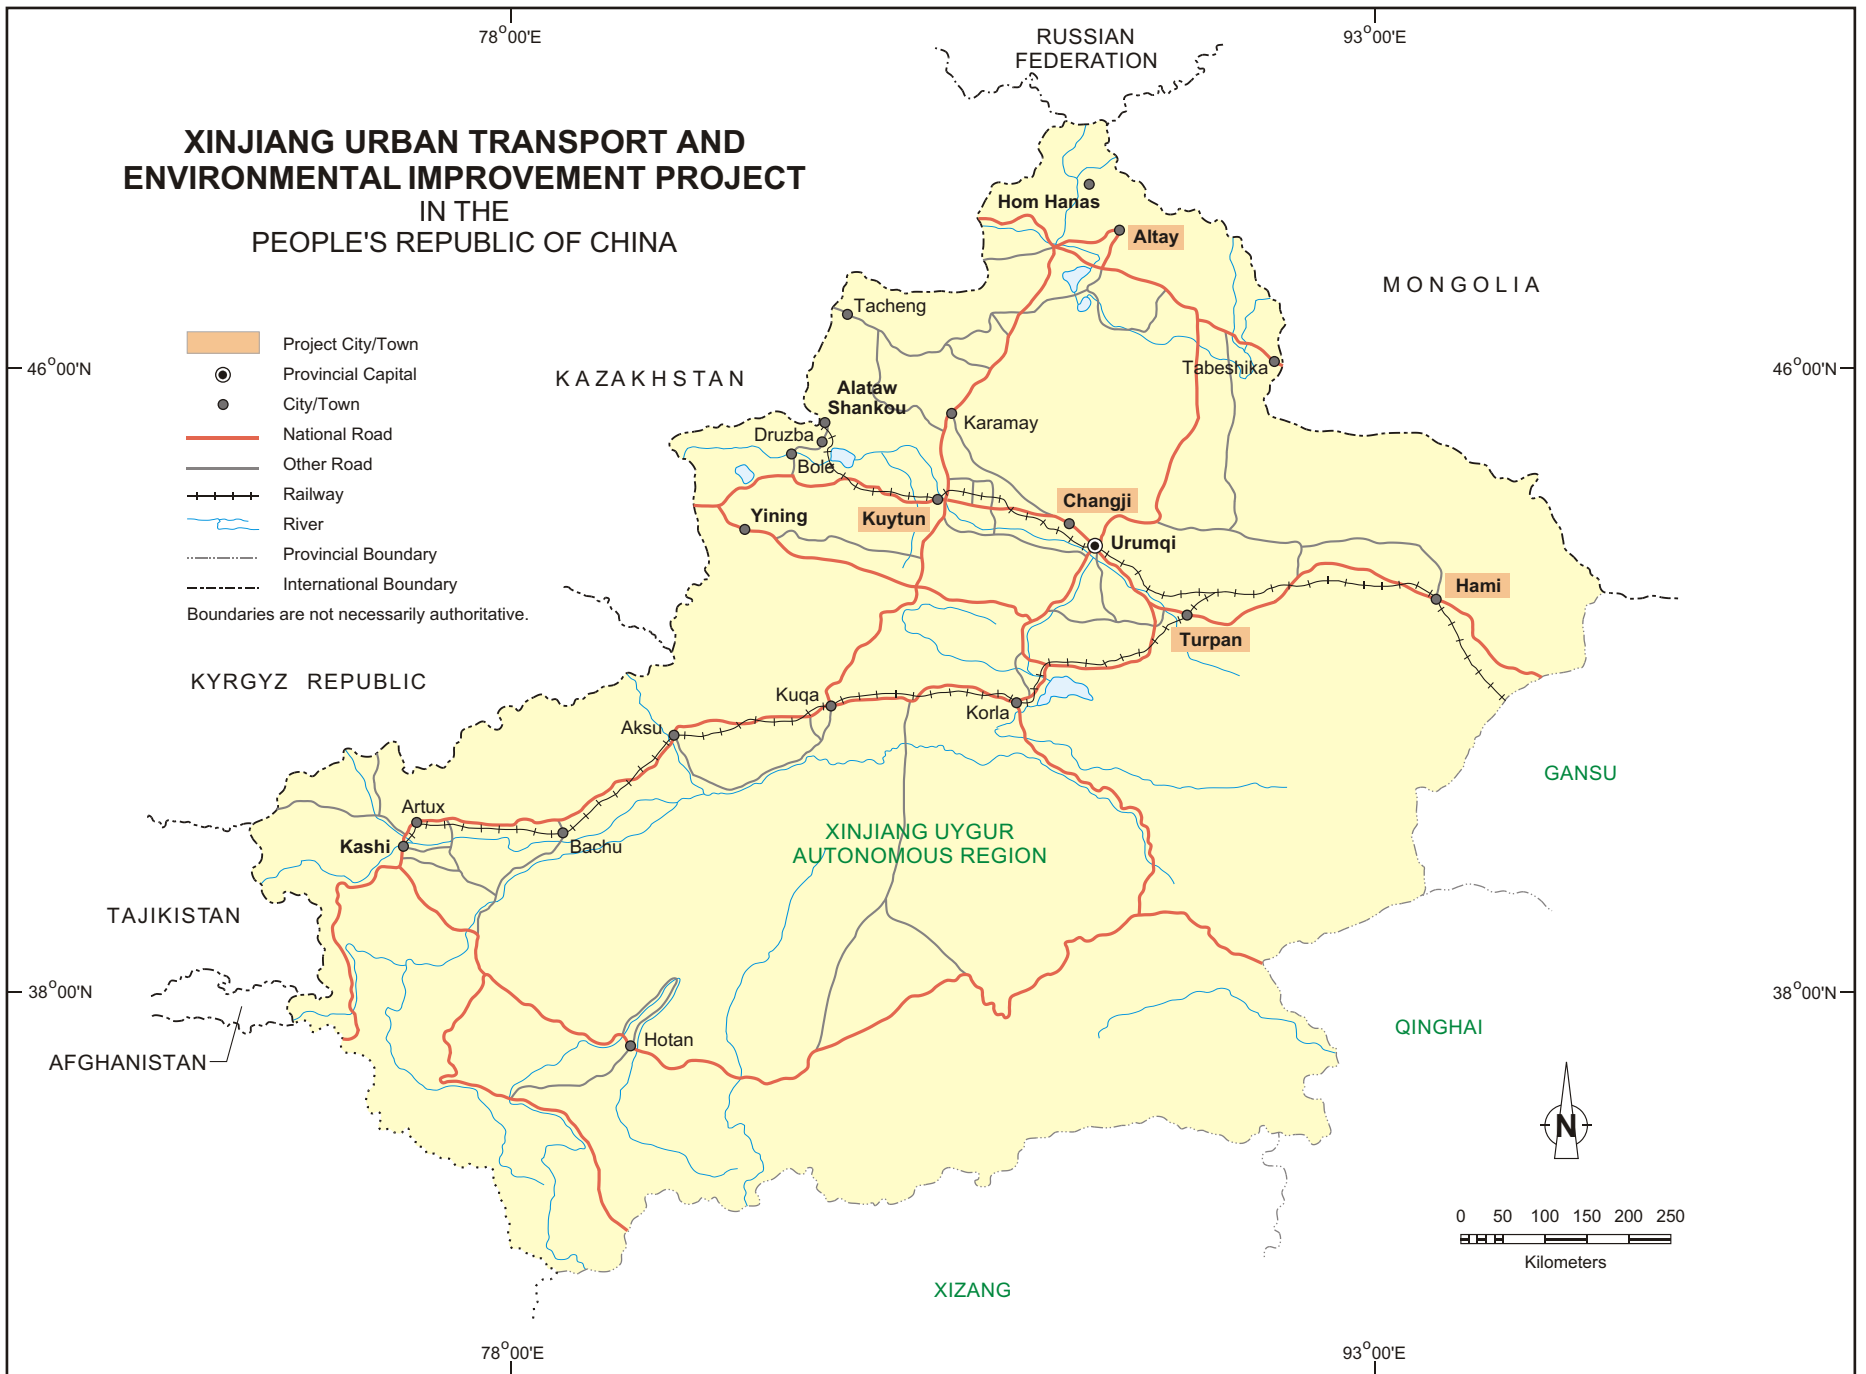 78°00'E
93°00'E
RUSSIAN
FEDERATION
XINJIANG URBAN TRANSPORT AND
ENVIRONMENTAL IMPROVEMENT PROJECT
IN THE
PEOPLE'S REPUBLIC OF CHINA
Hom Hanas
Altay
MONGOLIA
Tacheng
Project City/Town
Provincial Capital
City/Town
National Road
Other Road
Railway
River
Provincial Boundary
International Boundary
Boundaries are not necessarily authoritative.
46°00'N
46°00'N
KAZAKHSTAN
Tabeshika
Alataw
Shankou
Karamay
Druzba
Bole
Changji
Yining
Kuytun
Urumqi
Hami
Turpan
KYRGYZ REPUBLIC
Kuqa
Korla
Aksu
GANSU
Artux
Kashi
Bachu
XINJIANG UYGUR
AUTONOMOUS REGION
TAJIKISTAN
38°00'N
38°00'N
QINGHAI
Hotan
AFGHANISTAN
N
0 50 100 150 200 250
Kilometers
XIZANG
78°00'E
93°00'E